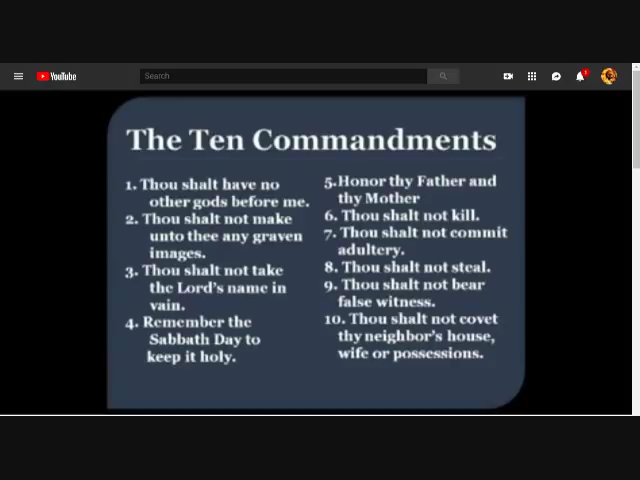 YouTube
Search
1
The Ten Commandments
1. Thou shalt have no
other gods before me.
2. Thou shalt not make
unto thee any graven
images.
3. Thou shalt not take
the Lord's name in
vain.
4. Remember the
Sabbath Day to
keep it holy.
5.Honor thy Father and
thy Mother
6. Thou shalt not kill.
7. Thou shalt not commit
adultery.
8. Thou shalt not steal.
9. Thou shalt not bear
false witness.
10. Thou shalt not covet
thy neighbor's house,
wife or possessions.